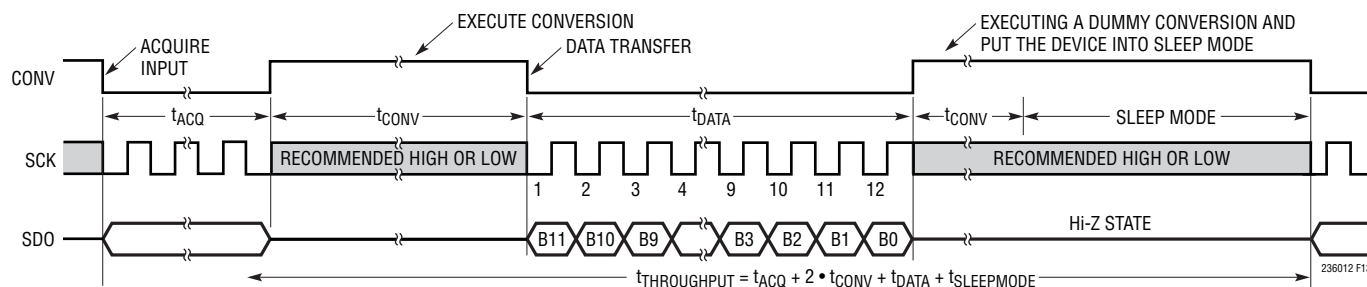 EXECUTE CONVERSION
EXECUTING A DUMMY CONVERSION AND
PUT THE DEVICE INTO SLEEP MODE
ACQUIRE
INPUT
DATA TRANSFER
CONV
tACQ
tCONV
tDATA
tCONV
SLEEP MODE
SCK
RECOMMENDED HIGH OR LOW
RECOMMENDED HIGH OR LOW
1 2 3 4 9 10 11 12
Hi-Z STATE
SDO
B11 B10 B9 B3 B2 B1 B0
tTHROUGHPUT = tACQ + 2 • tCONV + tDATA + tSLEEPMODE